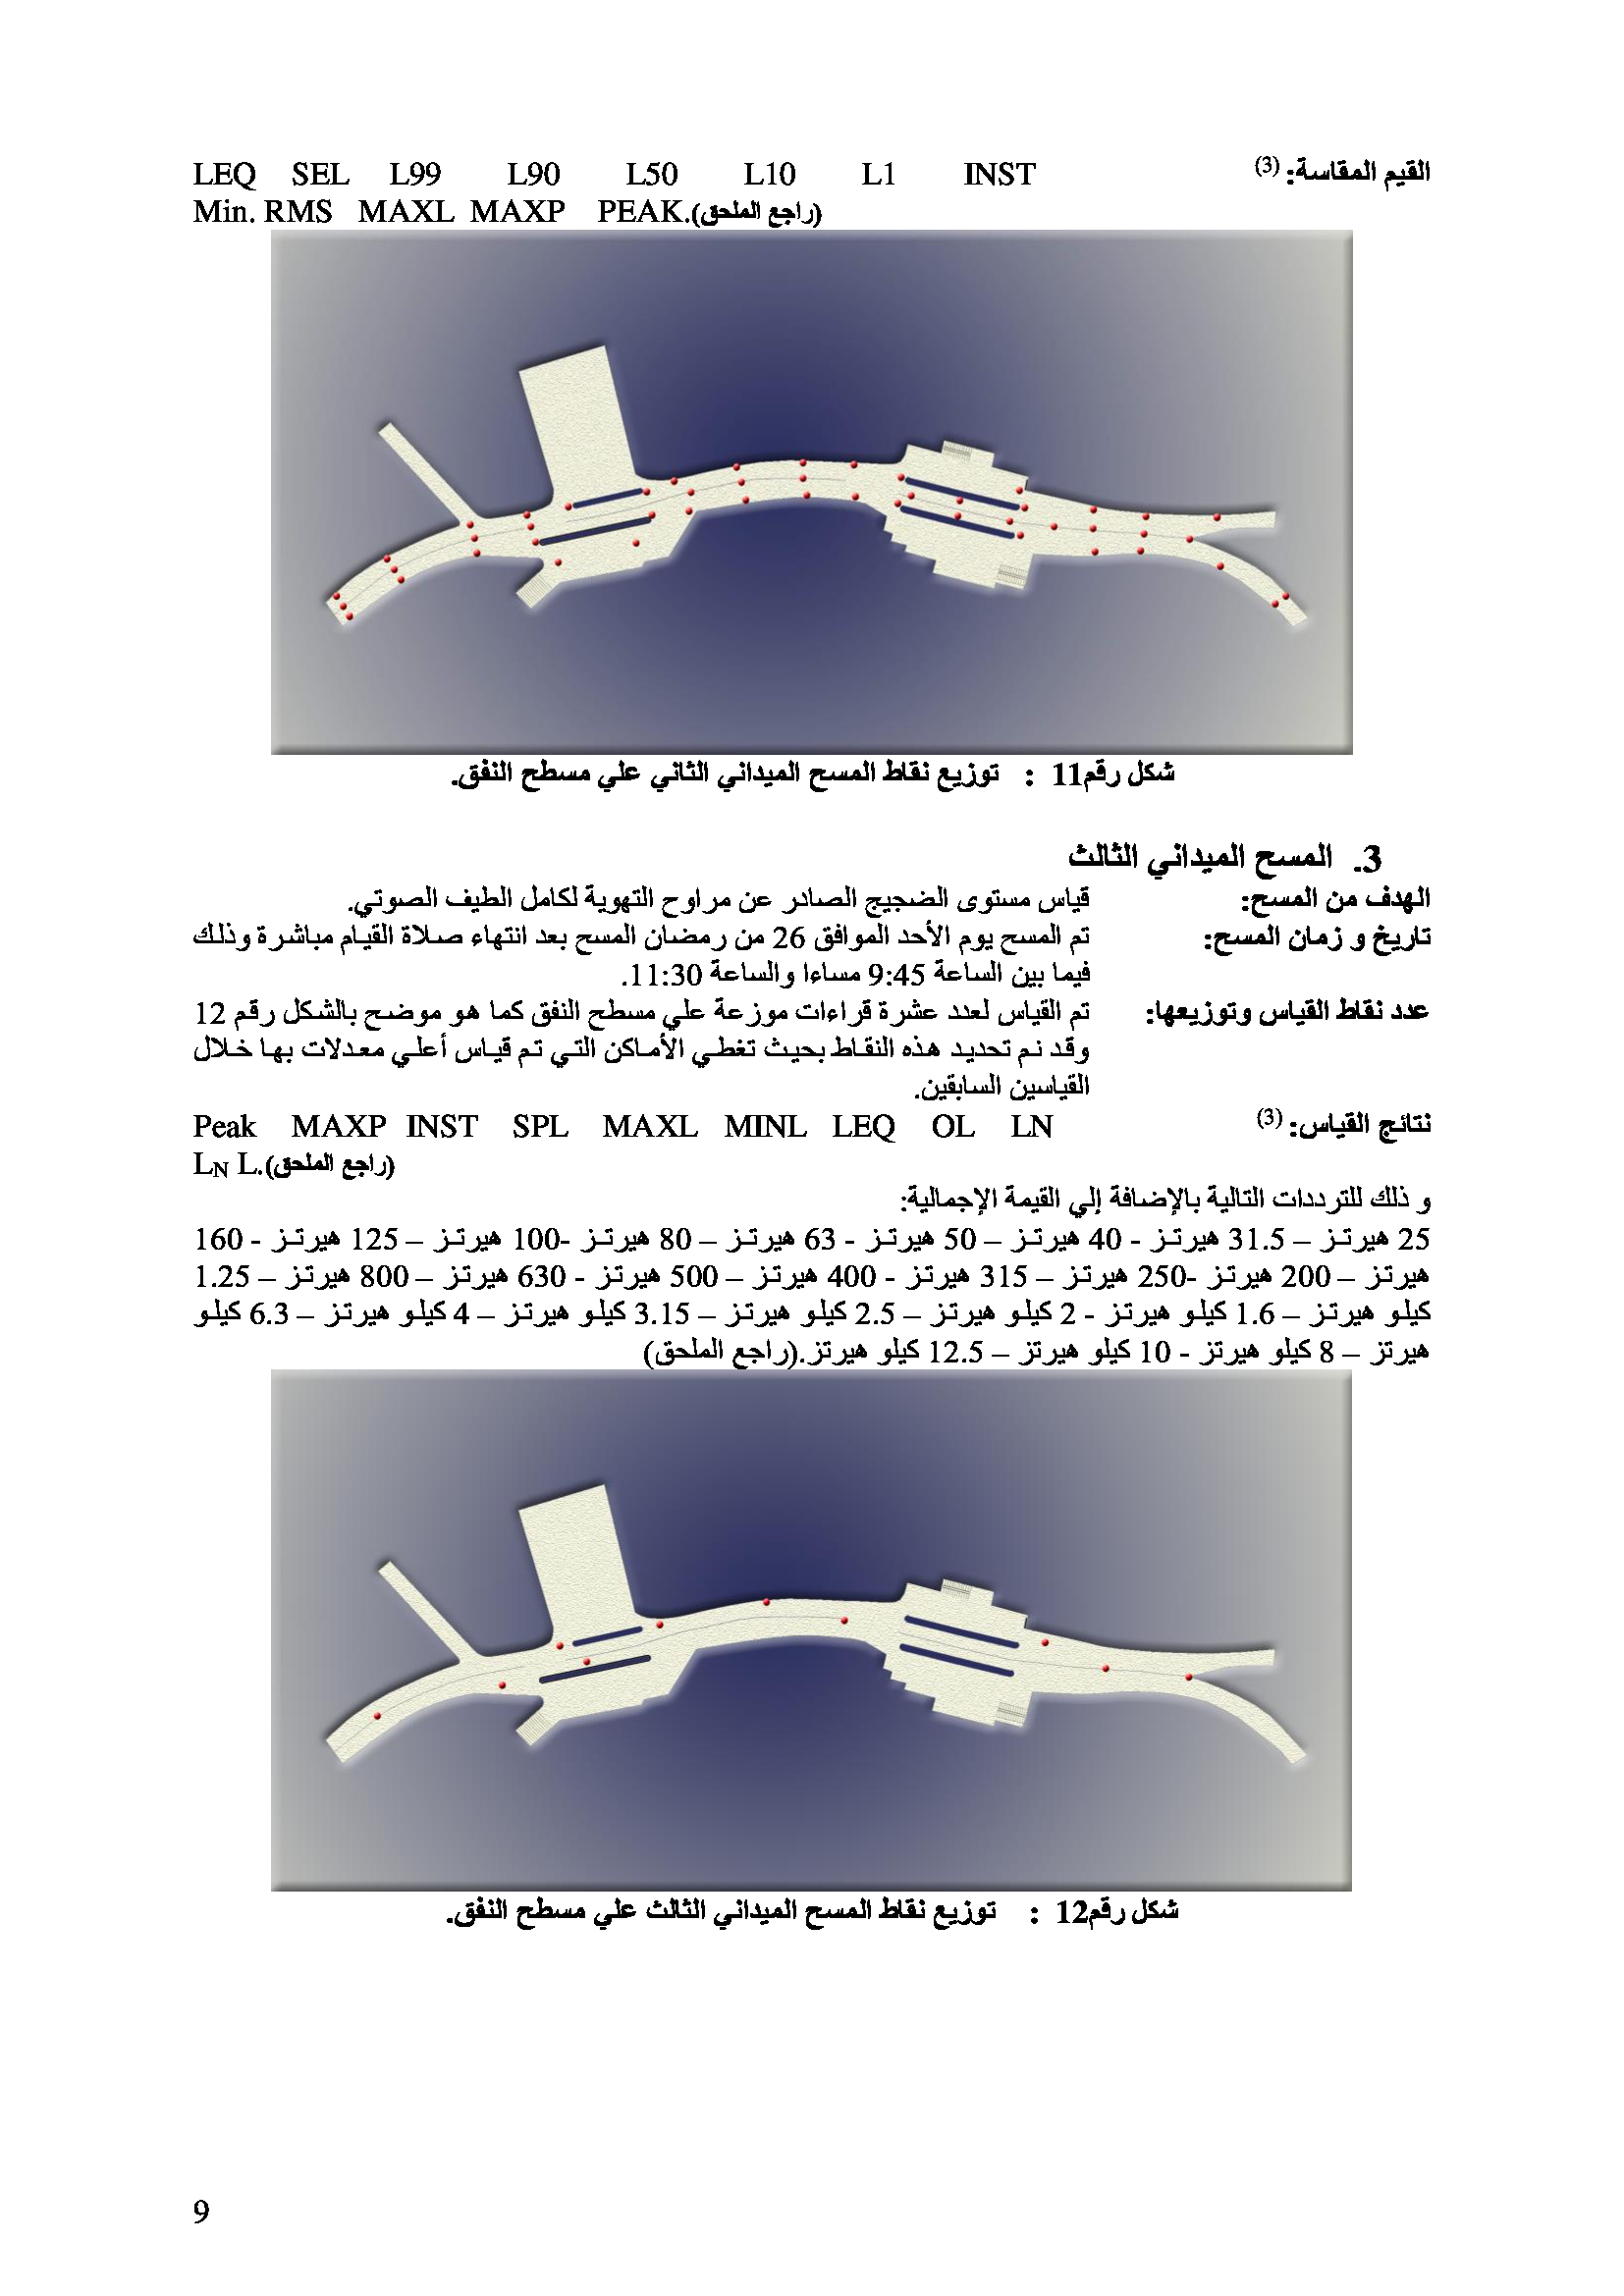 القيم المقاسة: (3) LEQ SEL L99 L90 L50 L10 L1 INST
Min. RMS MAXL MAXP PEAK.(راجع الملحق)
شكل رقم11 : توزيع نقاط المسح الميداني الثاني علي مسطح النفق.
3. المسح الميداني الثالث
الهدف من المسح: قياس مستوى الضجيج الصادر عن مراوح التهوية لكامل الطيف الصوتي.
تاريخ و زمان المسح: تم المسح يوم الأحد الموافق 26 من رمضان المسح بعد انتهاء صلاة القيام مباشرة وذلك
فيما بين الساعة 9:45 مساءا والساعة 11:30.
عدد نقاط القياس وتوزيعها: تم القياس لعدد عشرة قراءات موزعة علي مسطح النفق كما هو موضح بالشكل رقم 12
وقد نم تحديد هذه النقاط بحيث تغطي الأماكن التي تم قياس أعلي معدلات بها خلال
القياسين السابقين.
نتائج القياس: (3) Peak MAXP INST SPL MAXL MINL LEQ OL LN
LN L.(راجع الملحق)
و ذلك للترددات التالية بالإضافة إلي القيمة الإجمالية:
25 هيرتز – 31.5 هيرتز - 40 هيرتز – 50 هيرتز - 63 هيرتز – 80 هيرتز -100 هيرتز – 125 هيرتز - 160
هيرتز – 200 هيرتز -250 هيرتز – 315 هيرتز - 400 هيرتز – 500 هيرتز - 630 هيرتز – 800 هيرتز – 1.25
كيلو هيرتز – 1.6 كيلو هيرتز - 2 كيلو هيرتز – 2.5 كيلو هيرتز – 3.15 كيلو هيرتز – 4 كيلو هيرتز – 6.3 كيلو
هيرتز – 8 كيلو هيرتز - 10 كيلو هيرتز – 12.5 كيلو هيرتز.(راجع الملحق)
شكل رقم12 : توزيع نقاط المسح الميداني الثالث علي مسطح النفق.
9